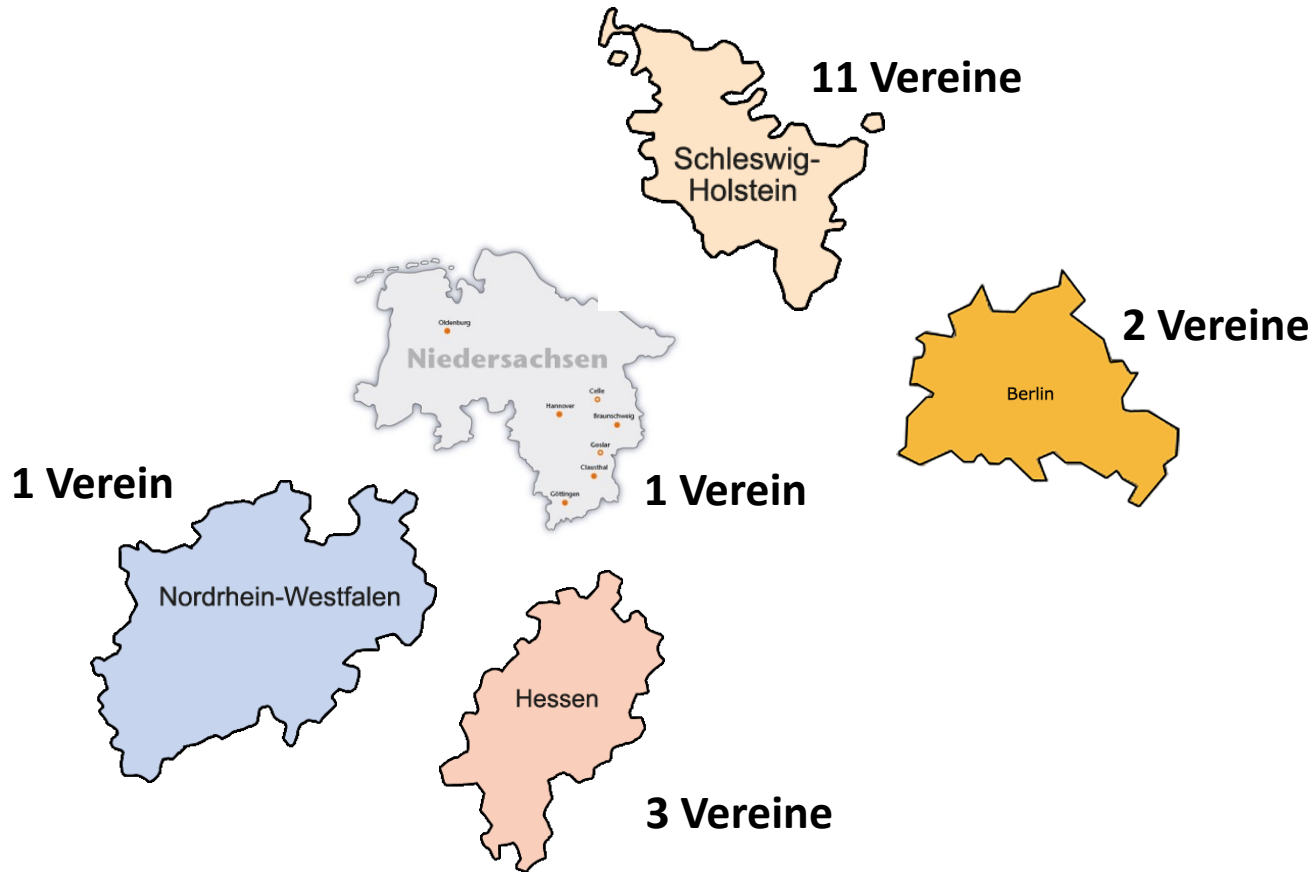 11 Vereine
Schleswig-
Holstein
2 Vereine
Berlin
Oldenburg
Niedersachsen
Celle
Hannover
Braunschweig
Goslar
Clausthal
Göttingen
1 Verein
1 Verein
Nordrhein-Westfalen
Hessen
3 Vereine